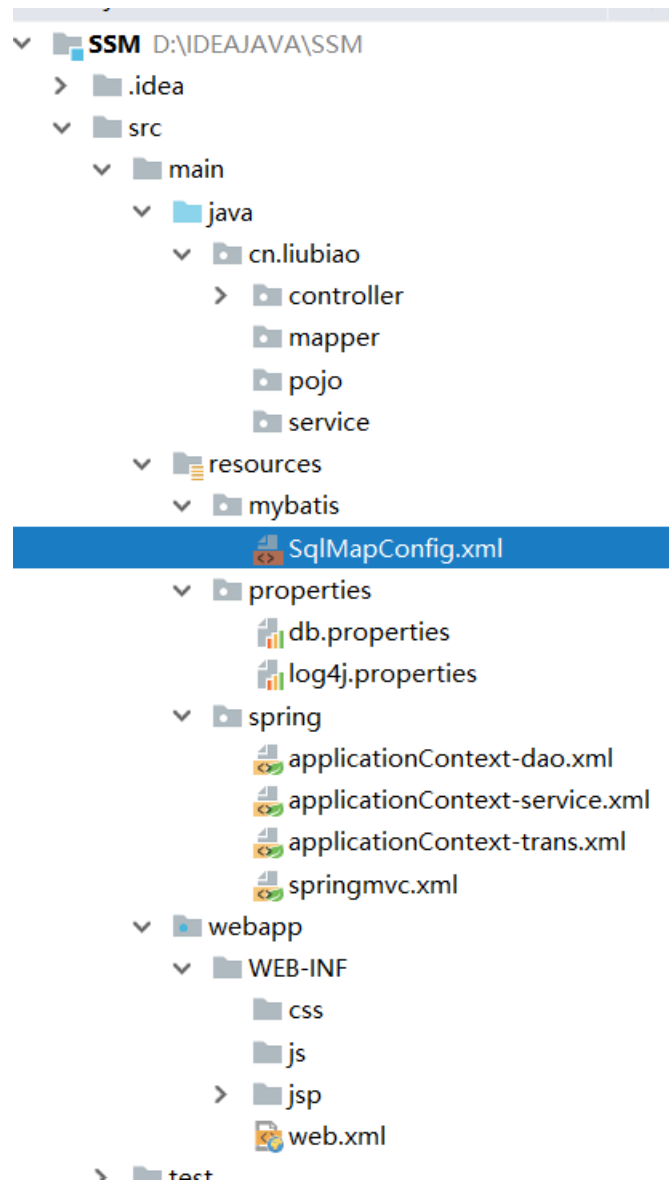 SSM D:\IDEAJAVA\SSM
.idea
src
main
java
cn.liubiao
controller
mapper
pojo
service
resources
mybatis
SqlMapConfig.xml
properties
db.properties
log4j.properties
spring
applicationContext-dao.xml
applicationContext-service.xml
applicationContext-trans.xml
springmvc.xml
webapp
WEB-INF
css
js
jsp
web.xml
test